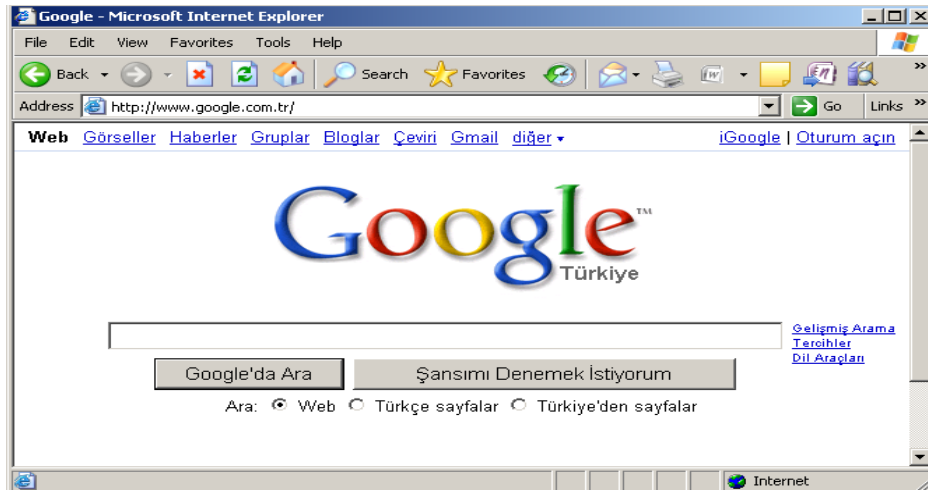 Google - Microsoft Internet Explorer
File Edit View Favorites Tools Help
Back Search Favorites »
Address http://www.google.com.tr/ Go Links »
Web Görseller Haberler Gruplar Bloglar Çeviri Gmail diğer iGoogle | Oturum açın
Google™
Türkiye
Gelişmiş Arama
Tercihler
Dil Araçları
Google'da Ara Şansımı Denemek İstiyorum
Ara: Web Türkçe sayfalar Türkiye'den sayfalar
Internet